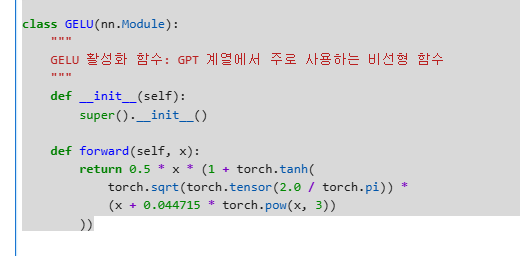 class GELU(nn.Module):
    """
    GELU 활성화 함수: GPT 계열에서 주로 사용하는 비선형 함수
    """
    def __init__(self):
        super().__init__()

    def forward(self, x):
        return 0.5 * x * (1 + torch.tanh(
            torch.sqrt(torch.tensor(2.0 / torch.pi)) *
            (x + 0.044715 * torch.pow(x, 3))
        ))